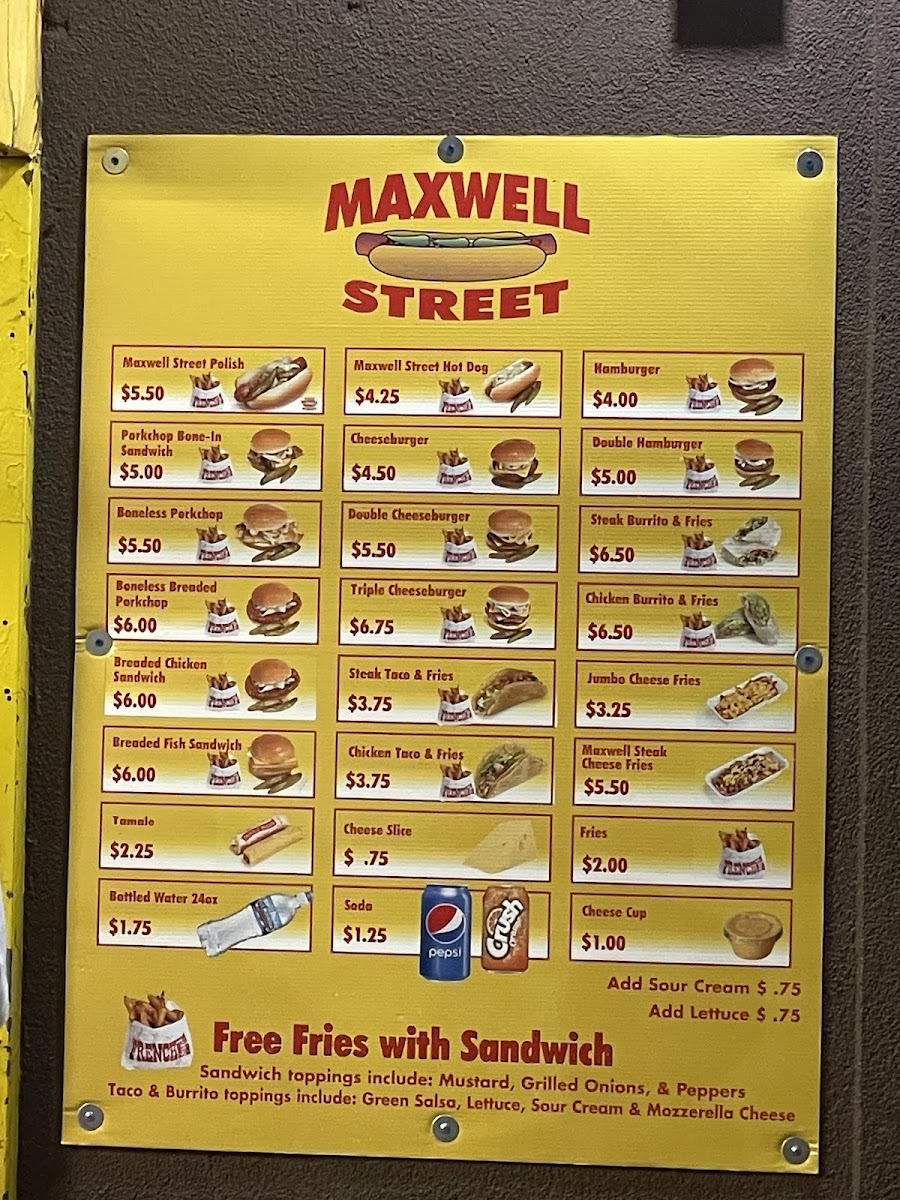 MAXWELL
STREET
Maxwell Street Polish
$5.50
Maxwell Street Hot Dog
$4.25
Hamburger
$4.00
Porkchop Bone-In
Sandwich
$5.00
Cheeseburger
$4.50
Double Hamburger
$5.00
Boneless Porkchop
$5.50
Double Cheeseburger
$5.50
Steak Burrito & Fries
$6.50
Boneless Breaded
Porkchop
$6.00
Triple Cheeseburger
$6.75
Chicken Burrito & Fries
$6.50
Breaded Chicken
Sandwich
$6.00
Steak Taco & Fries
$3.75
Jumbo Cheese Fries
$3.25
Breaded Fish Sandwich
$6.00
Chicken Taco & Fries
$3.75
Maxwell Steak
Cheese Fries
$5.50
Tamale
$2.25
Cheese Slice
$ .75
Fries
$2.00
Bottled Water 24oz
$1.75
Soda
$1.25
pepsi
Crush
Cheese Cup
$1.00
Add Sour Cream $ .75
Add Lettuce $ .75
Free Fries with Sandwich
Sandwich toppings include: Mustard, Grilled Onions, & Peppers
Taco & Burrito toppings include: Green Salsa, Lettuce, Sour Cream & Mozzerella Cheese